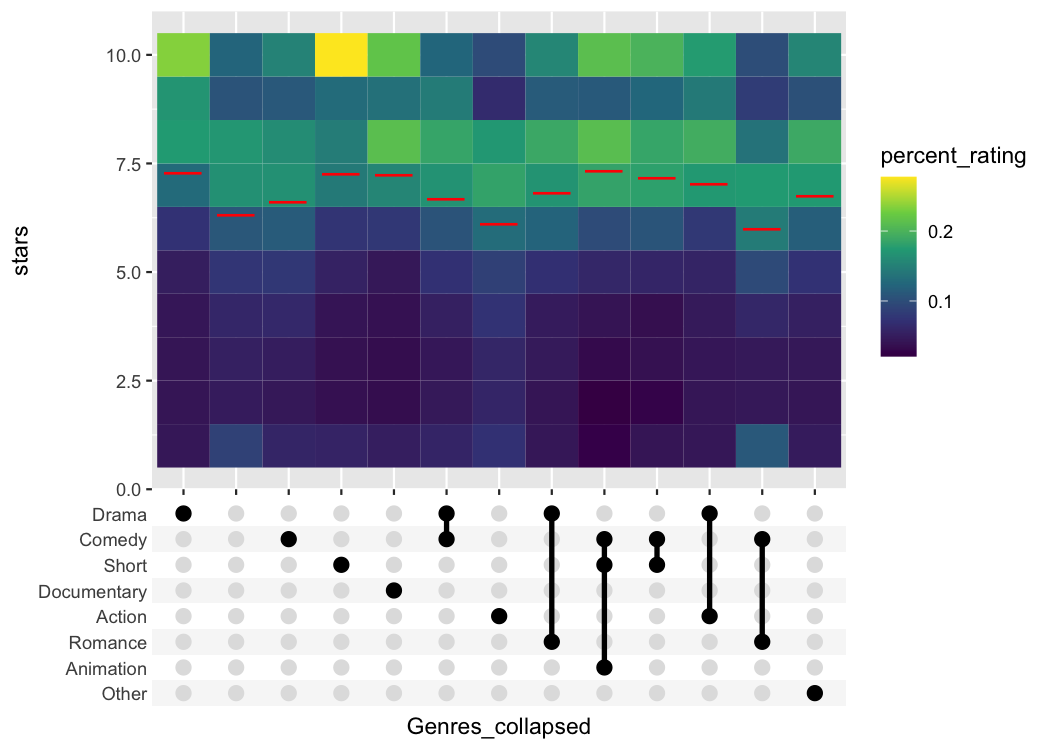 10.0
7.5
5.0
2.5
0.0
stars
percent_rating
0.2
0.1
Drama
Comedy
Short
Documentary
Action
Romance
Animation
Other
Genres_collapsed